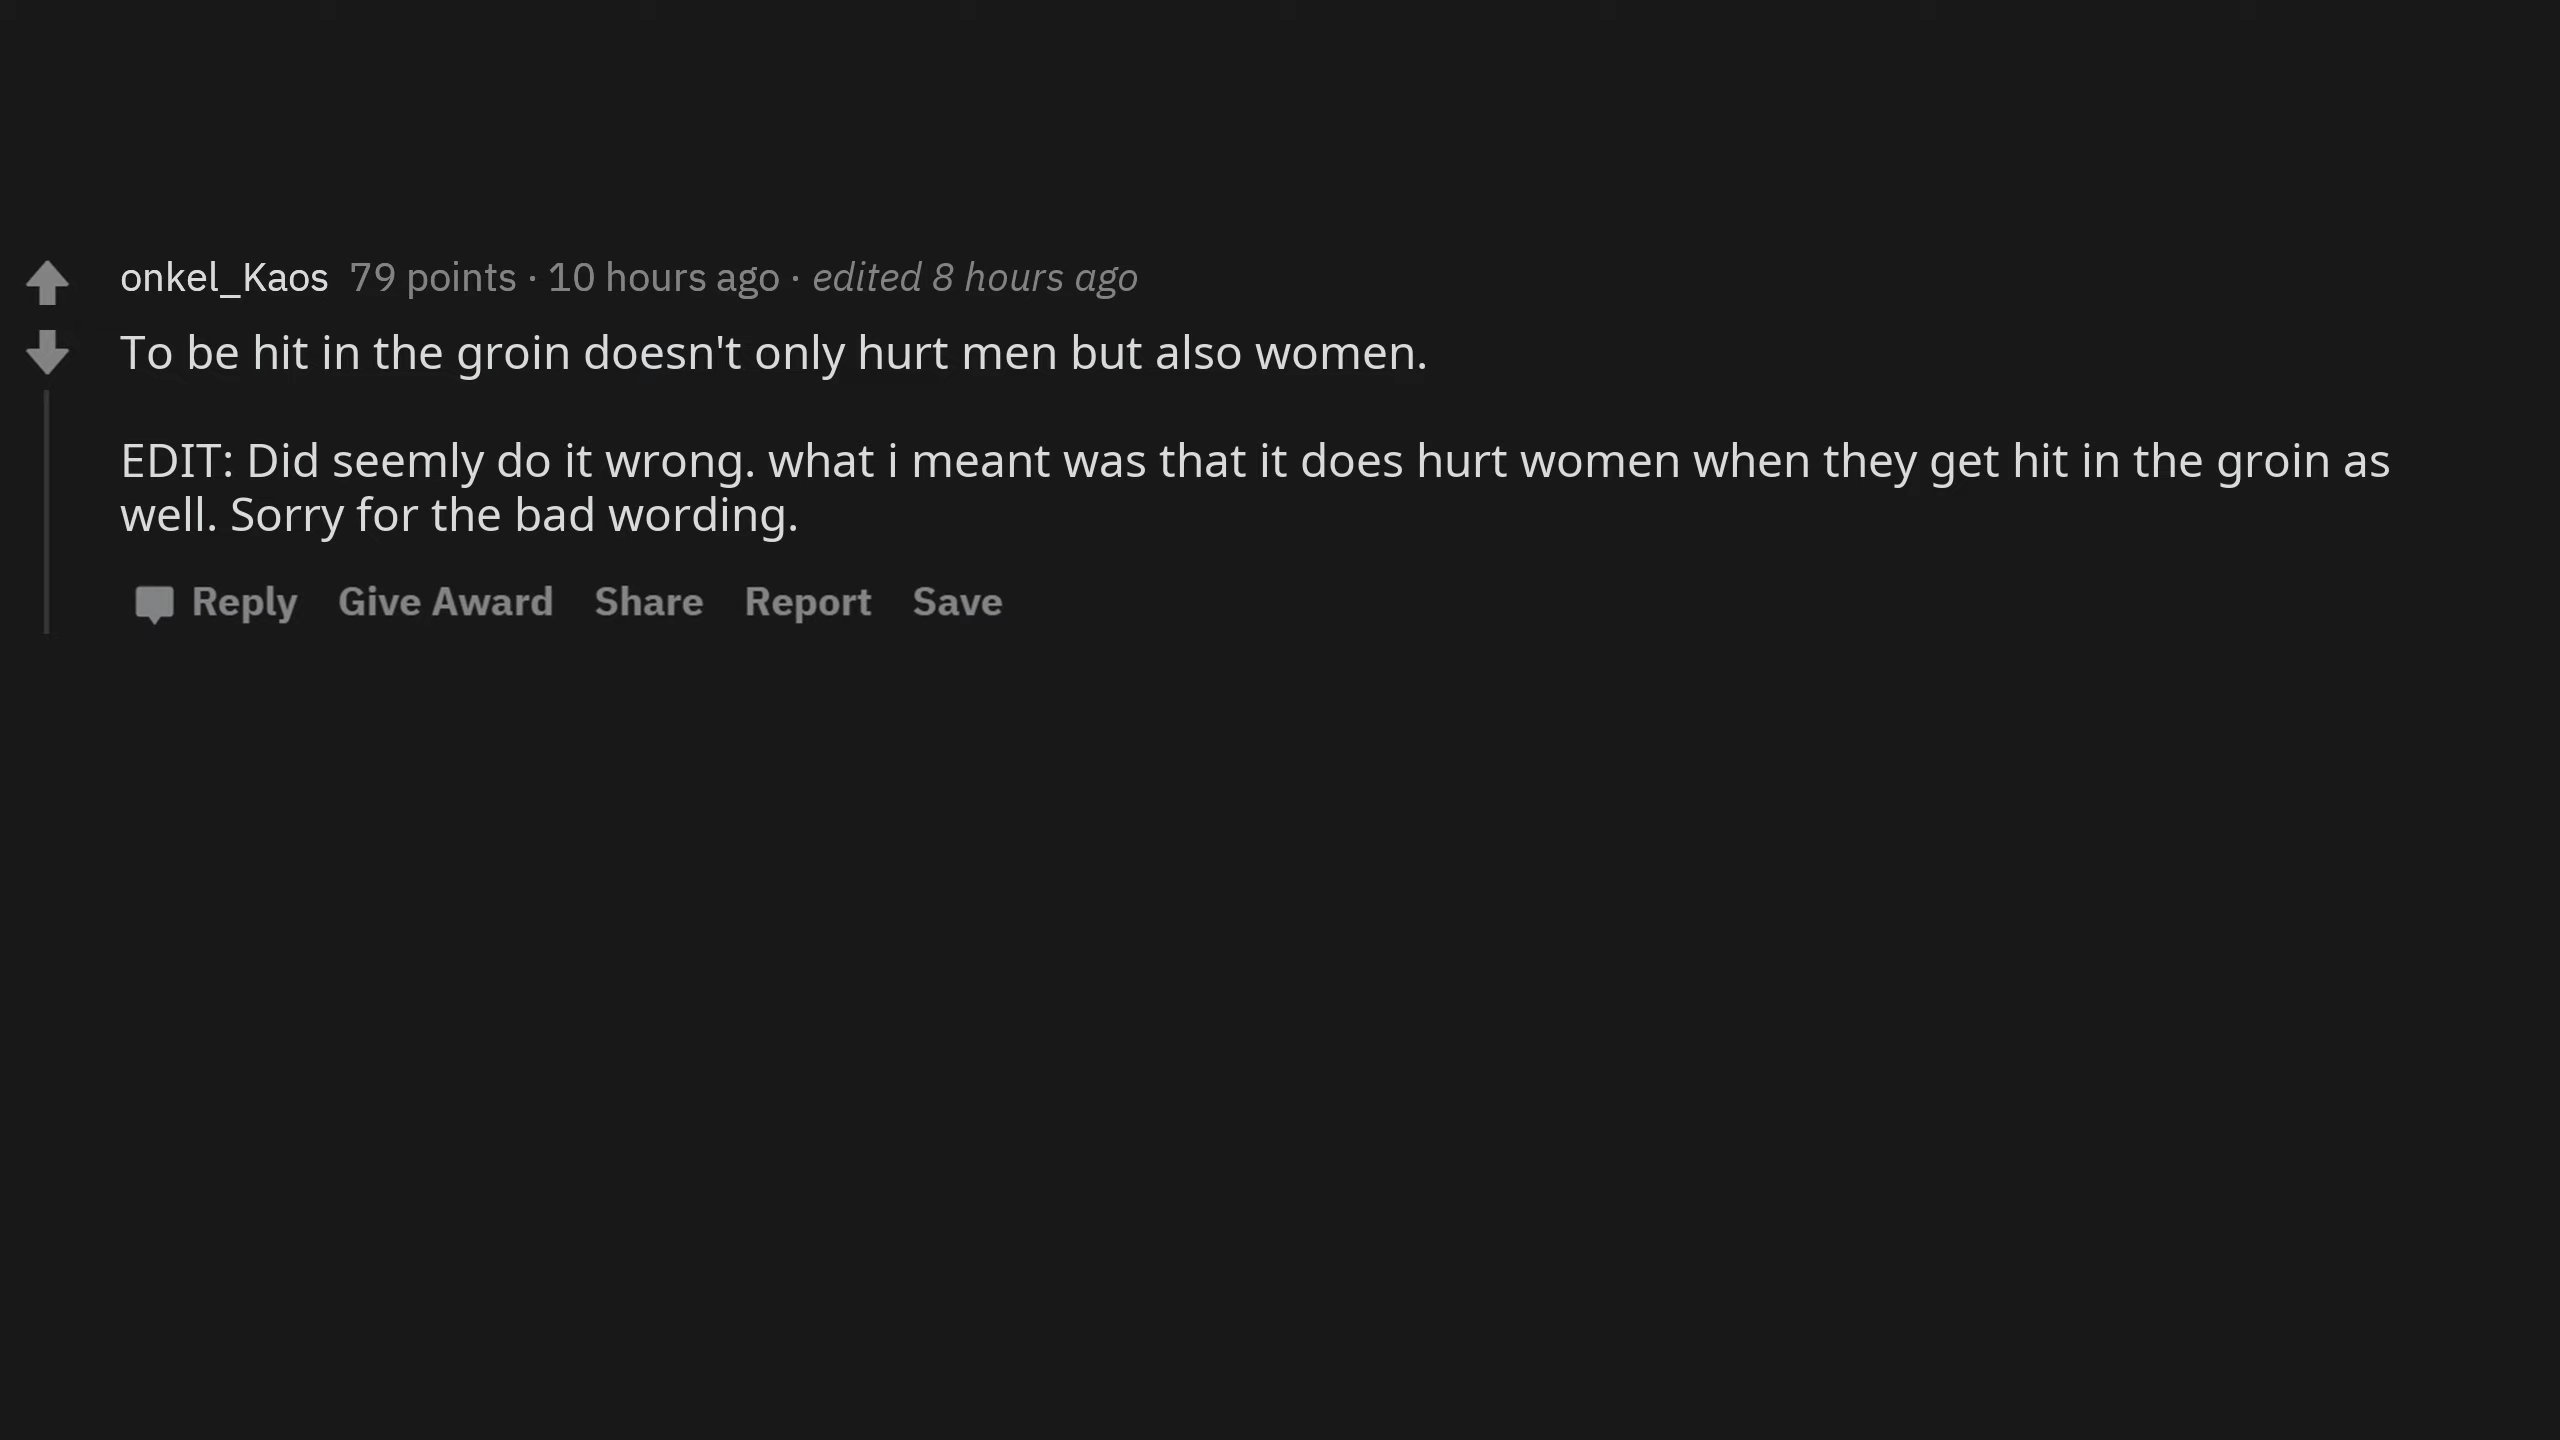 onkel_Kaos 79 points · 10 hours ago · edited 8 hours ago
To be hit in the groin doesn't only hurt men but also women.
EDIT: Did seemly do it wrong. what i meant was that it does hurt women when they get hit in the groin as
well. Sorry for the bad wording.
Reply Give Award Share Report Save